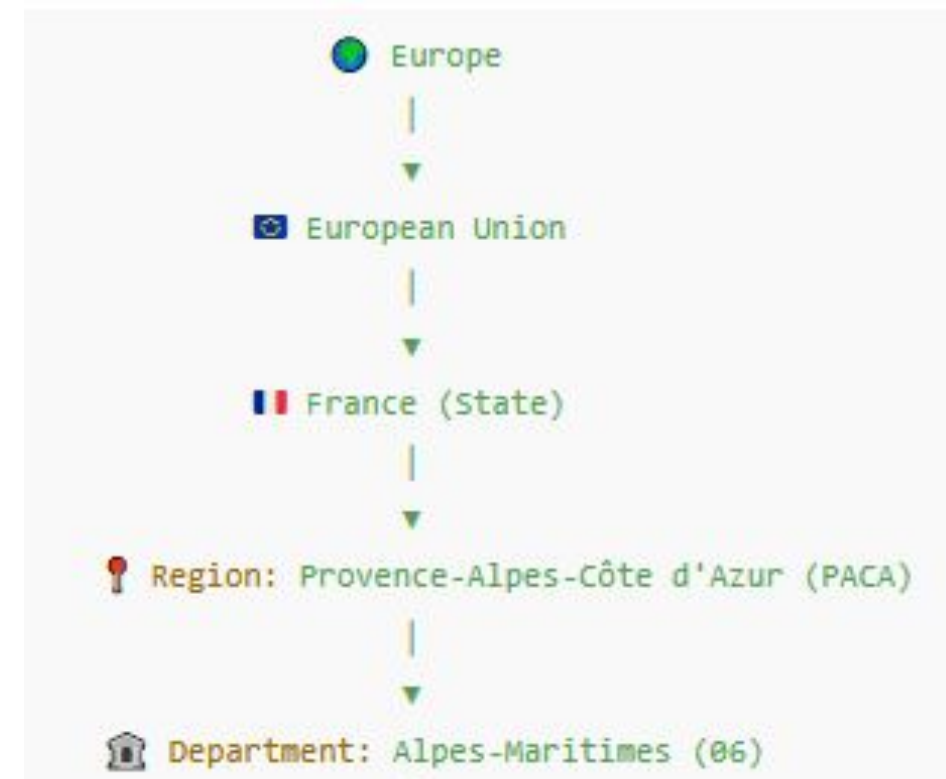 🌍 Europe
|
▼
🇪🇺 European Union
|
▼
🇫🇷 France (State)
|
▼
📍 Region: Provence-Alpes-Côte d'Azur (PACA)
|
▼
🏛️ Department: Alpes-Maritimes (06)